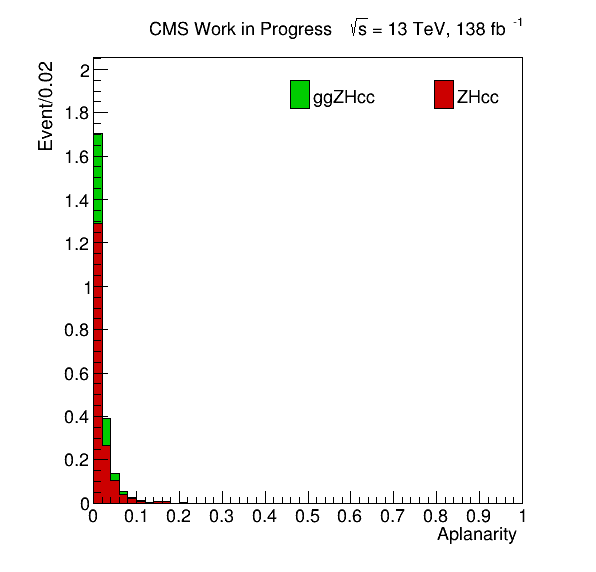 CMS Work in Progress √s = 13 TeV, 138 fb -1
Event/0.02
2
1.8
1.6
1.4
1.2
1
0.8
0.6
0.4
0.2
0
ggZHcc ZHcc
0 0.1 0.2 0.3 0.4 0.5 0.6 0.7 0.8 0.9 1
Aplanarity